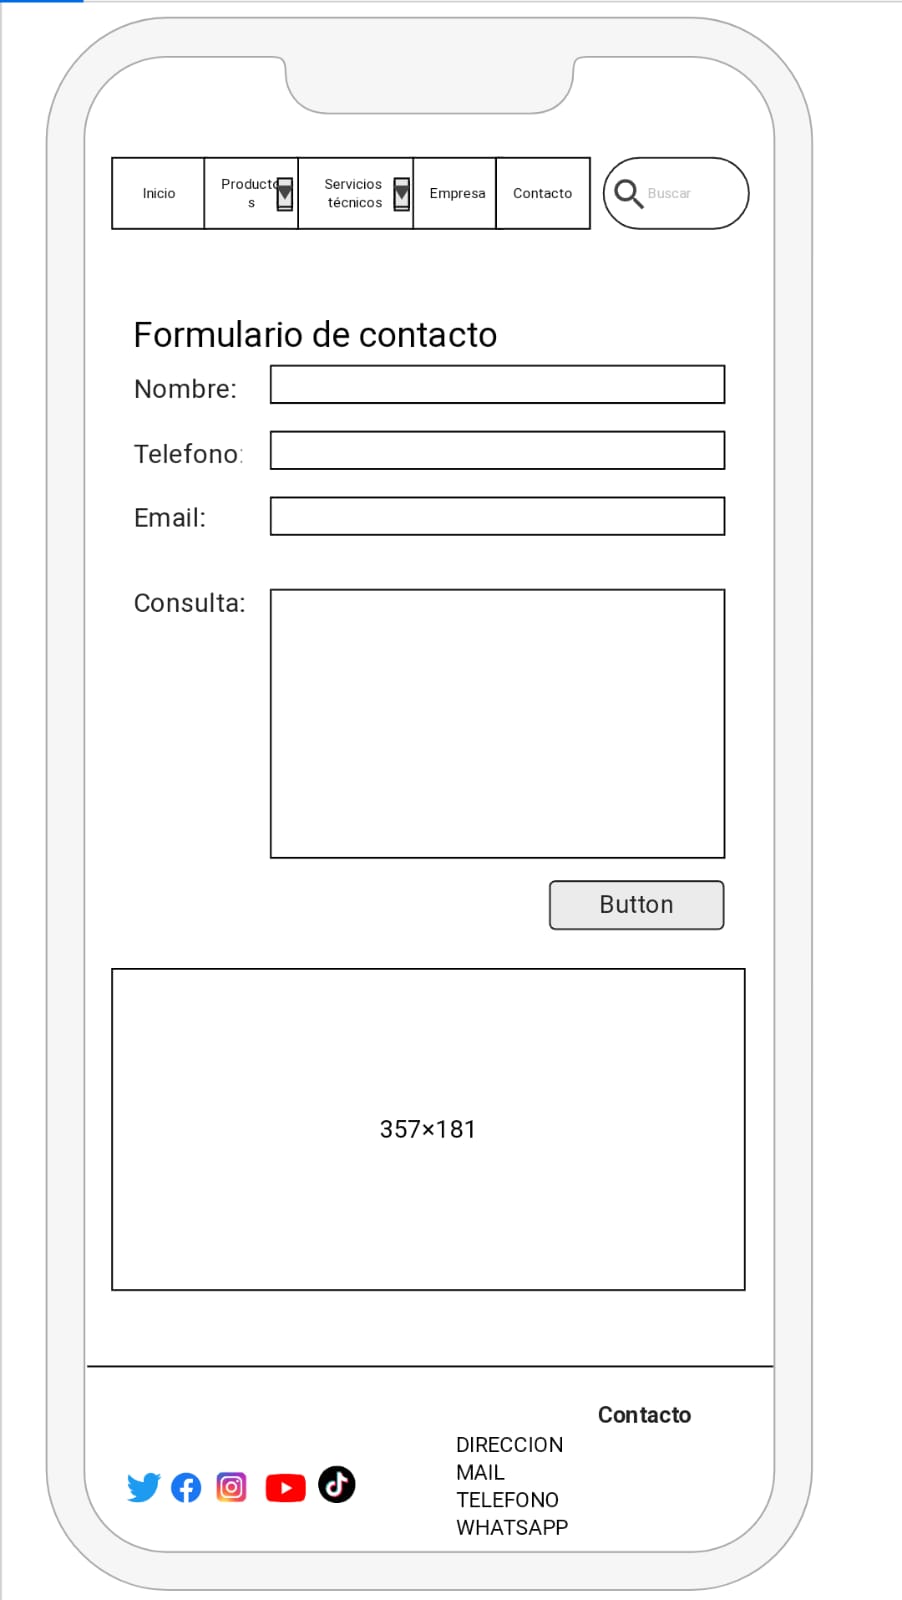 Inicio
Producto
s
Servicios
técnicos
Empresa
Contacto
Buscar
Formulario de contacto
Nombre:
Telefono:
Email:
Consulta:
Button
357×181
Contacto
DIRECCION
MAIL
TELEFONO
WHATSAPP